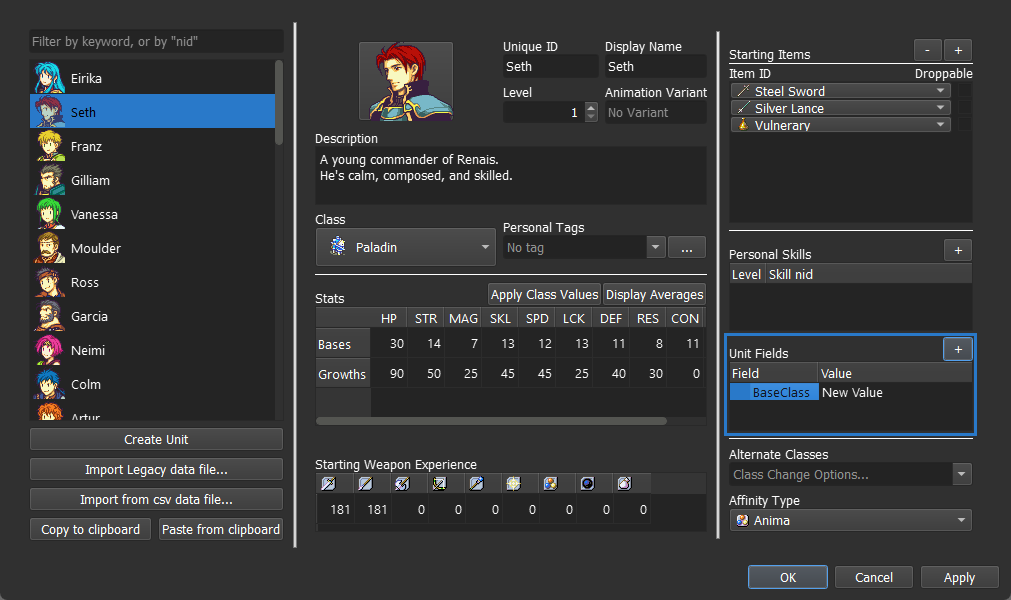 Filter by keyword, or by "nid"
Eirika
Seth
Franz
Gilliam
Vanessa
Moulder
Ross
Garcia
Neimi
Colm
Artur
Create Unit
Import Legacy data file...
Import from csv data file...
Copy to clipboard Paste from clipboard
Unique ID Display Name
Seth Seth
Level Animation Variant
1 No Variant
Description
A young commander of Renais.
He's calm, composed, and skilled.
Class Personal Tags
Paladin No tag ...
Stats Apply Class Values Display Averages
HP STR MAG SKL SPD LCK DEF RES CON
Bases 30 14 7 13 12 13 11 8 11
Growths 90 50 25 45 45 25 40 30 0
Starting Weapon Experience
181 181 0 0 0 0 0 0 0
Starting Items - +
Item ID Droppable
Steel Sword
Silver Lance
Vulnerary
Personal Skills +
Level Skill nid
Unit Fields +
Field Value
BaseClass New Value
Alternate Classes
Class Change Options...
Affinity Type
Anima
OK Cancel Apply